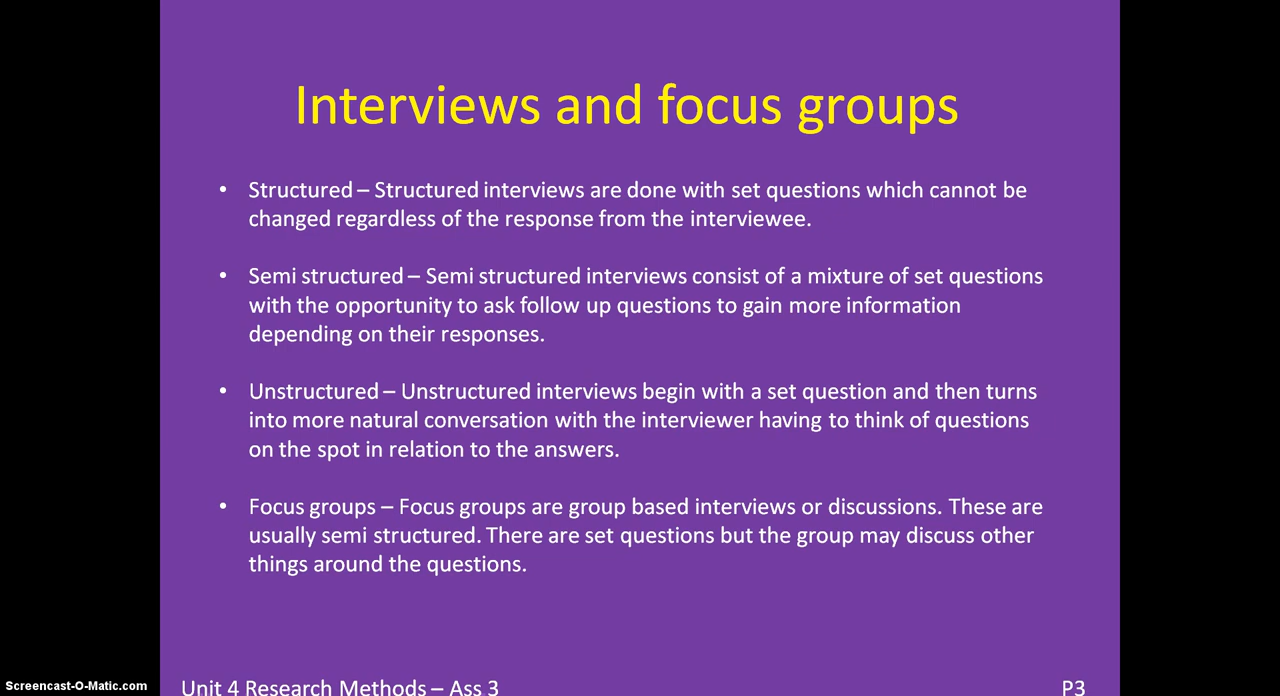 Interviews and focus groups
• Structured – Structured interviews are done with set questions which cannot be
changed regardless of the response from the interviewee.
• Semi structured – Semi structured interviews consist of a mixture of set questions
with the opportunity to ask follow up questions to gain more information
depending on their responses.
• Unstructured – Unstructured interviews begin with a set question and then turns
into more natural conversation with the interviewer having to think of questions
on the spot in relation to the answers.
• Focus groups – Focus groups are group based interviews or discussions. These are
usually semi structured. There are set questions but the group may discuss other
things around the questions.
Screencast-O-Matic.com
Unit 4 Research Methods – Ass 3
P3